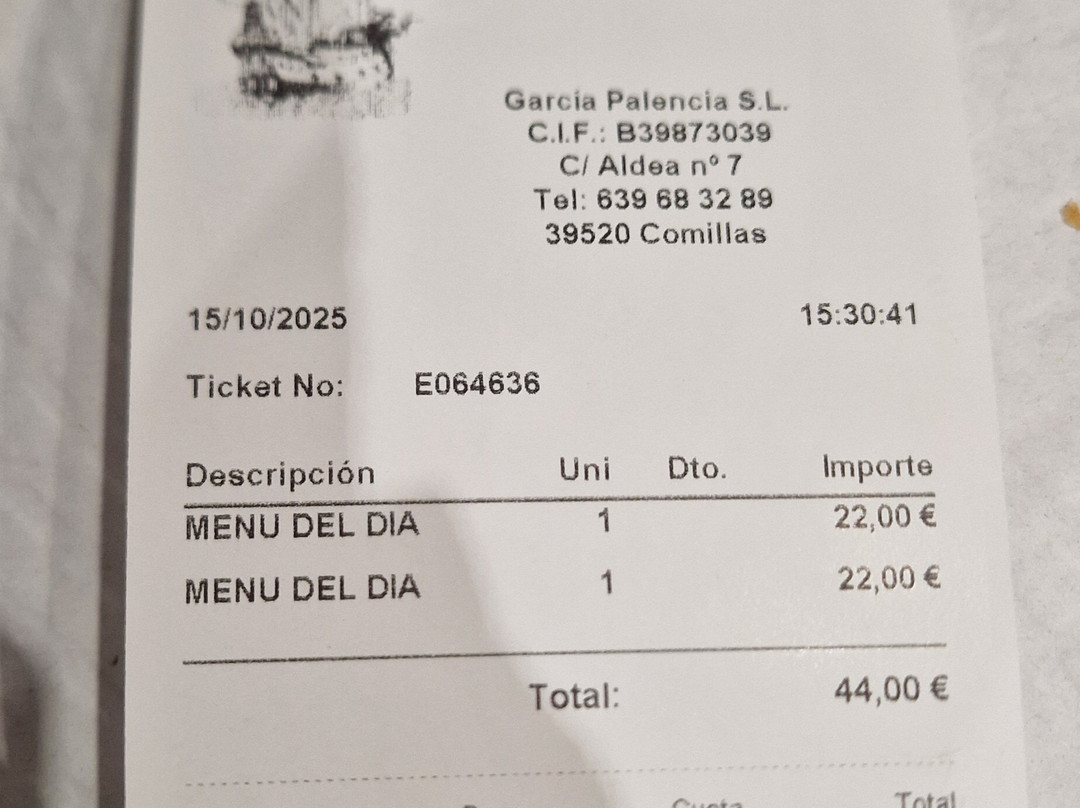 García Palencia S.L.
C.I.F.: B39873039
C/ Aldea nº 7
Tel: 639 68 32 89
39520 Comillas
15/10/2025 15:30:41
Ticket No: E064636
Descripción Uni Dto. Importe
MENU DEL DIA 1 22,00 €
MENU DEL DIA 1 22,00 €
Total: 44,00 €
Cuota Total